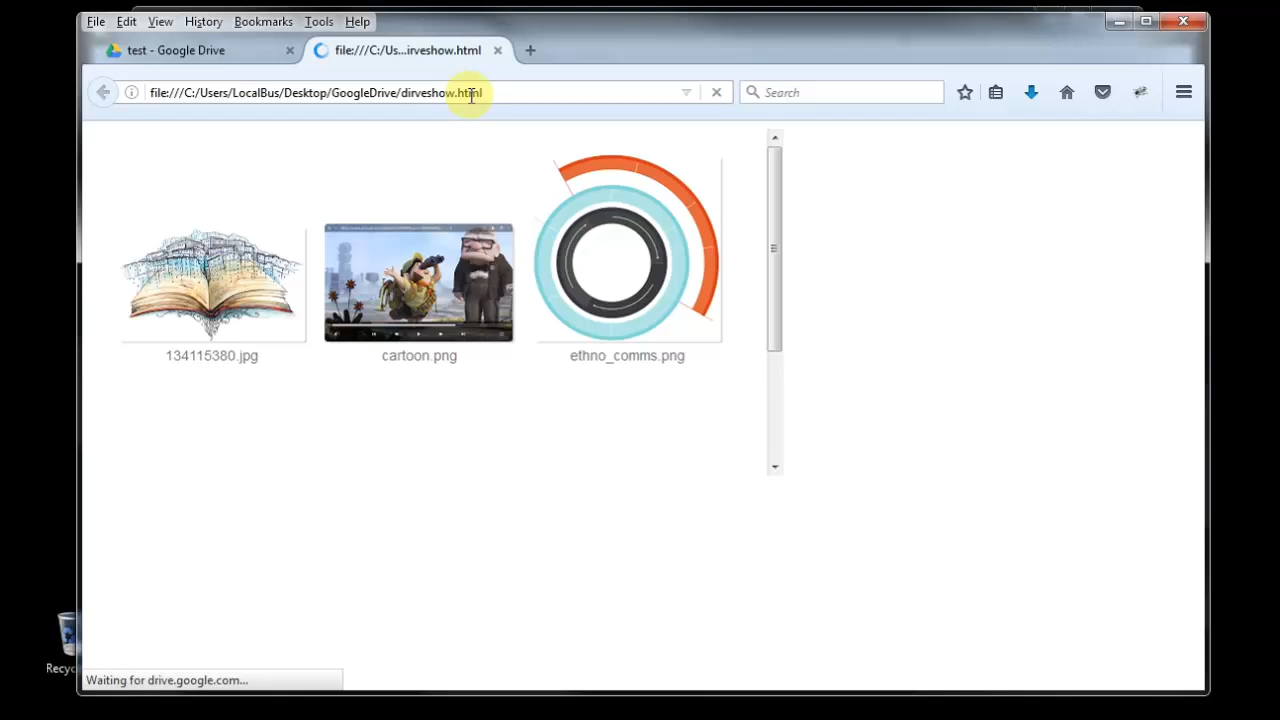 File Edit View History Bookmarks Tools Help
test - Google Drive
file:///C:/Us...irveshow.html
file:///C:/Users/LocalBus/Desktop/GoogleDrive/dirveshow.html
Search
134115380.jpg cartoon.png ethno_comms.png
Recyc
Waiting for drive.google.com...